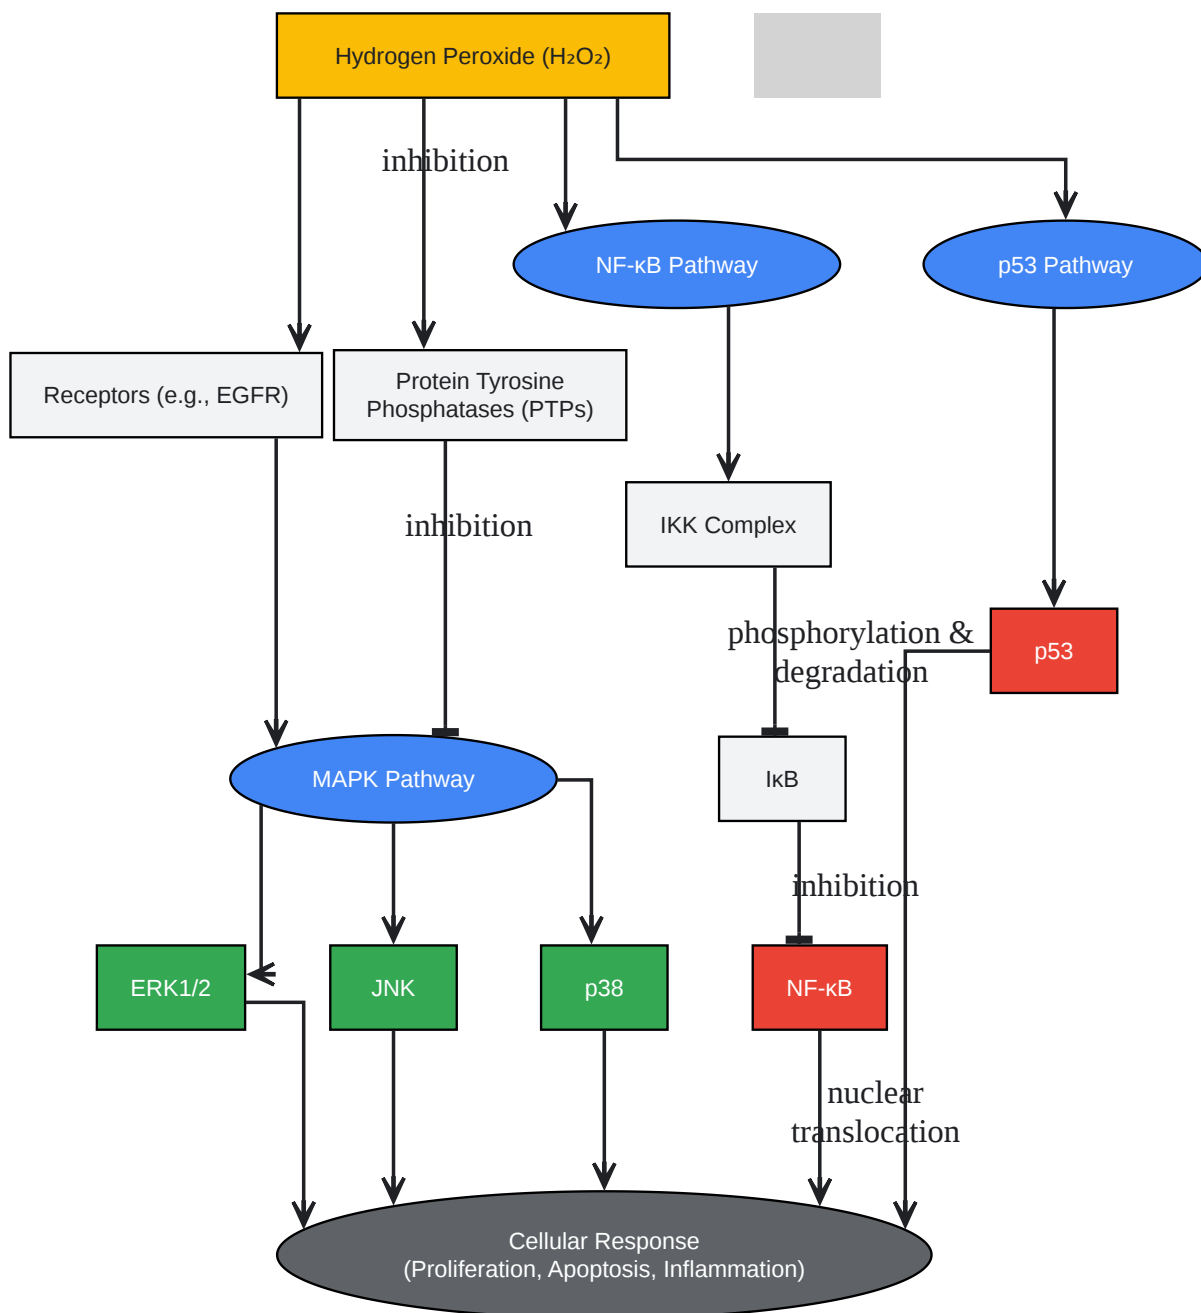 Hydrogen Peroxide (H₂O₂)
inhibition
NF-κB Pathway
p53 Pathway
Receptors (e.g., EGFR)
Protein Tyrosine
Phosphatases (PTPs)
inhibition
IKK Complex
phosphorylation &
degradation
p53
MAPK Pathway
IκB
inhibition
ERK1/2
JNK
p38
NF-κB
nuclear
translocation
Cellular Response
(Proliferation, Apoptosis, Inflammation)